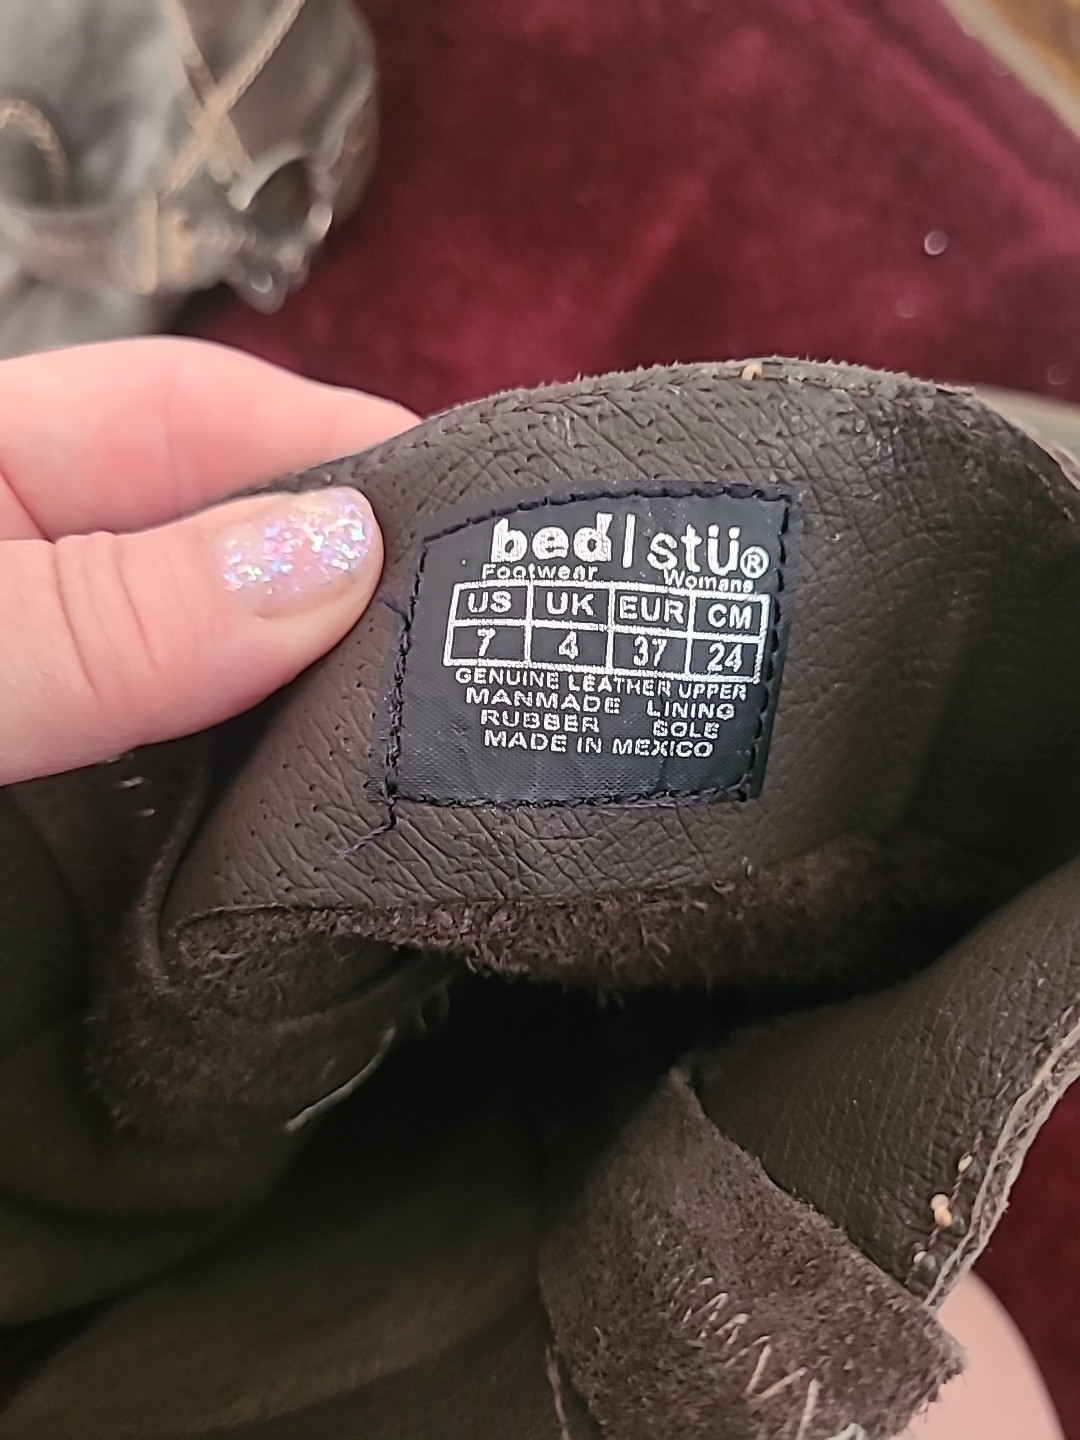 bed|stü®
Footwear Womans
US UK EUR CM
7 4 37 24
GENUINE LEATHER UPPER
MANMADE LINING
RUBBER SOLE
MADE IN MEXICO